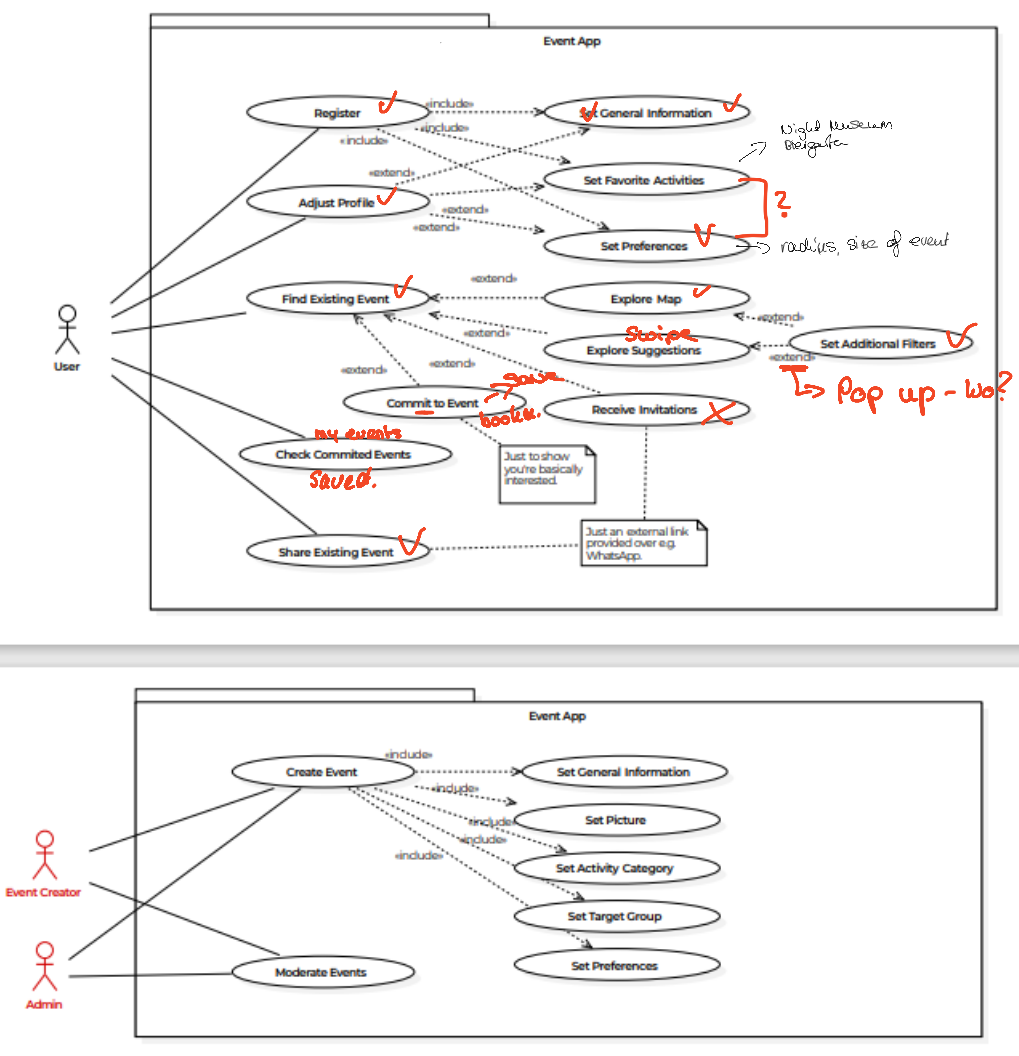 Event App
Register
«include»
Set General Information
«include»
«include»
Night Museum
«extend»
Set Favorite Activities
Adjust Profile
?
«extend»
«extend»
Set Preferences
radius, size of event
«extend»
Find Existing Event
Explore Map
«extend»
Swipe
«extend»
Explore Suggestions
Set Additional Filters
User
«extend»
«extend»
«extend»
Pop up - wo?
save
Commit to Event
bookm.
Receive Invitations
my events
Check Commited Events
Saved.
Just to show
you're basically
interested.
Just an external link
provided over e.g.
WhatsApp.
Share Existing Event
Event App
«include»
Create Event
Set General Information
«include»
Set Picture
«include»
«include»
«include»
Set Activity Category
Event Creator
Set Target Group
Set Preferences
Moderate Events
Admin